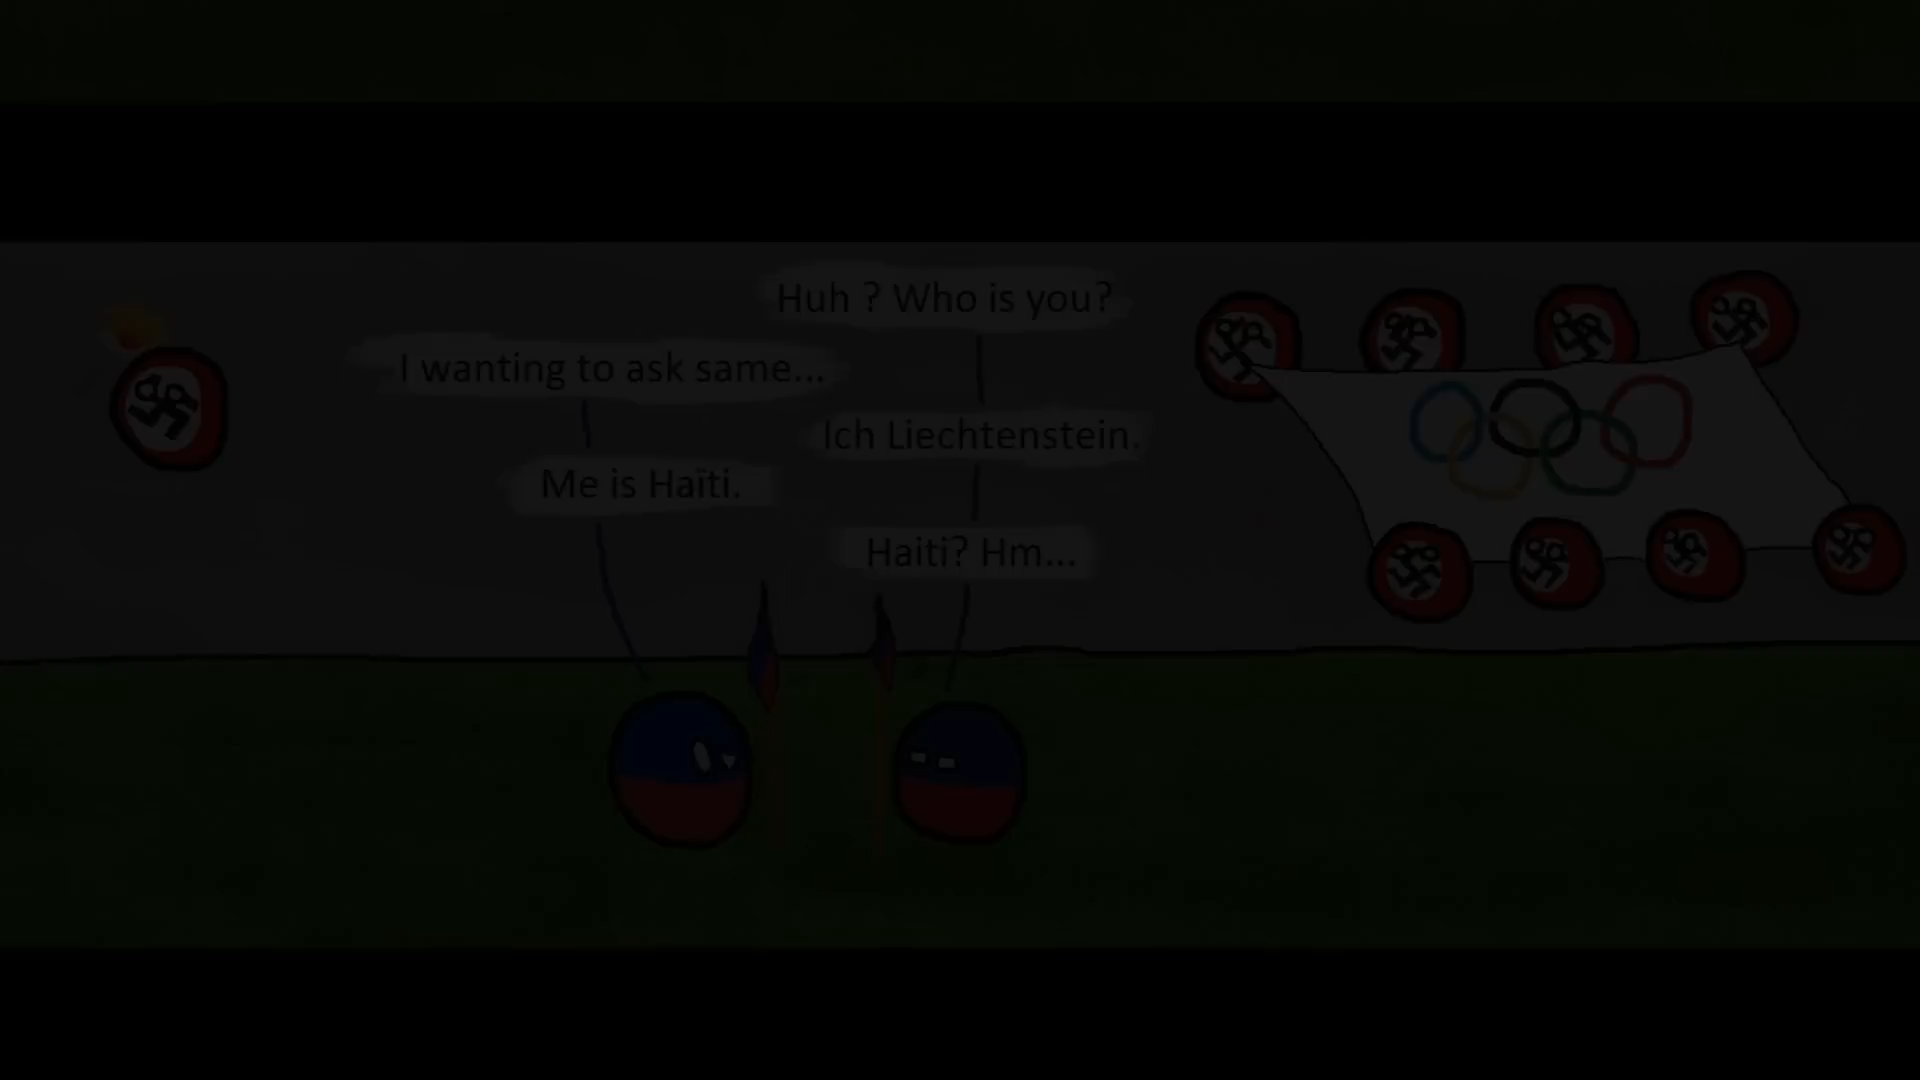 Huh ? Who is you?
I wanting to ask same...
Ich Liechtenstein.
Me is Haïti.
Haiti? Hm...